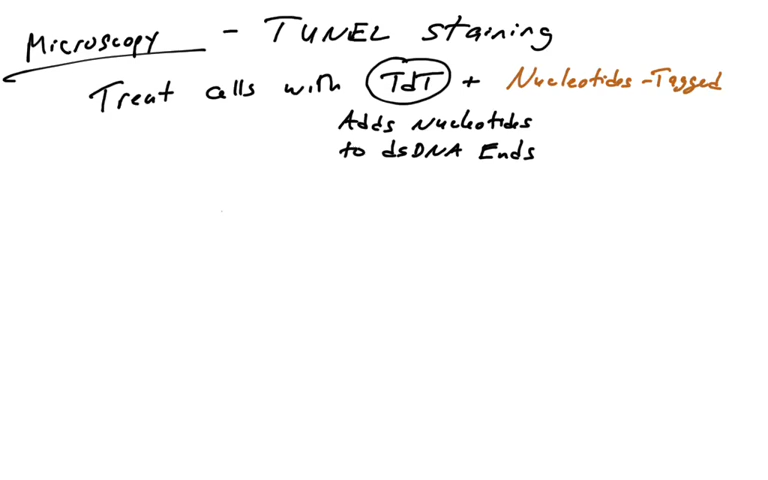 Microscopy - TUNEL staining
Treat cells with TdT + Nucleotides-Tagged
Adds Nucleotides
to dsDNA Ends